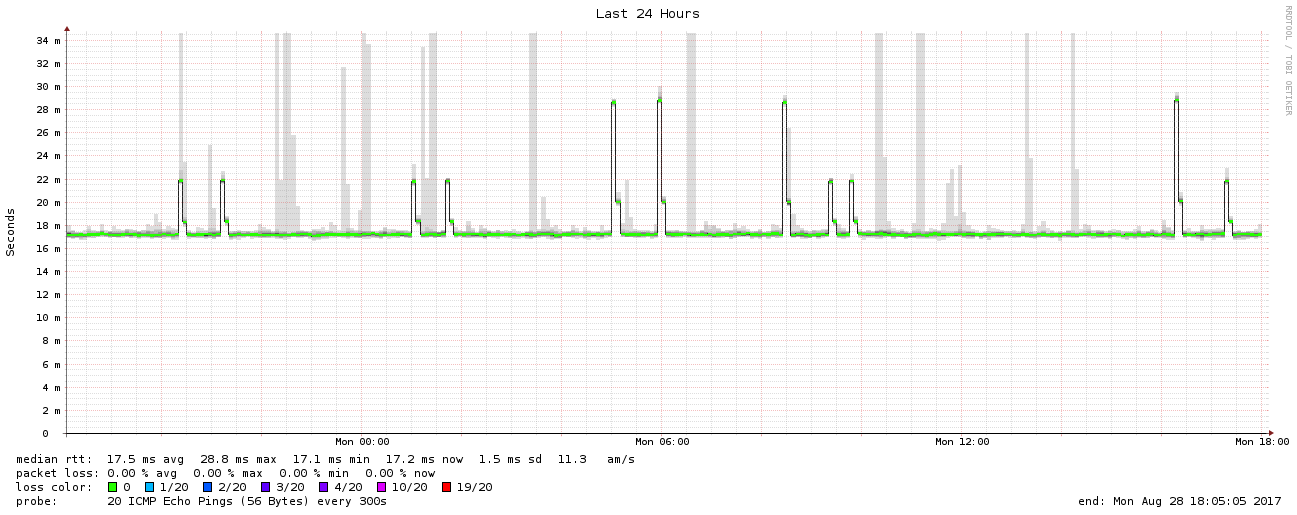 Last 24 Hours
RRDTOOL / TOBI OETIKER
Seconds
34 m
32 m
30 m
28 m
26 m
24 m
22 m
20 m
18 m
16 m
14 m
12 m
10 m
8 m
6 m
4 m
2 m
0
Mon 00:00 Mon 06:00 Mon 12:00 Mon 18:00
median rtt: 17.5 ms avg 28.8 ms max 17.1 ms min 17.2 ms now 1.5 ms sd 11.3 am/s
packet loss: 0.00 % avg 0.00 % max 0.00 % min 0.00 % now
loss color: 0 1/20 2/20 3/20 4/20 10/20 19/20
probe: 20 ICMP Echo Pings (56 Bytes) every 300s end: Mon Aug 28 18:05:05 2017